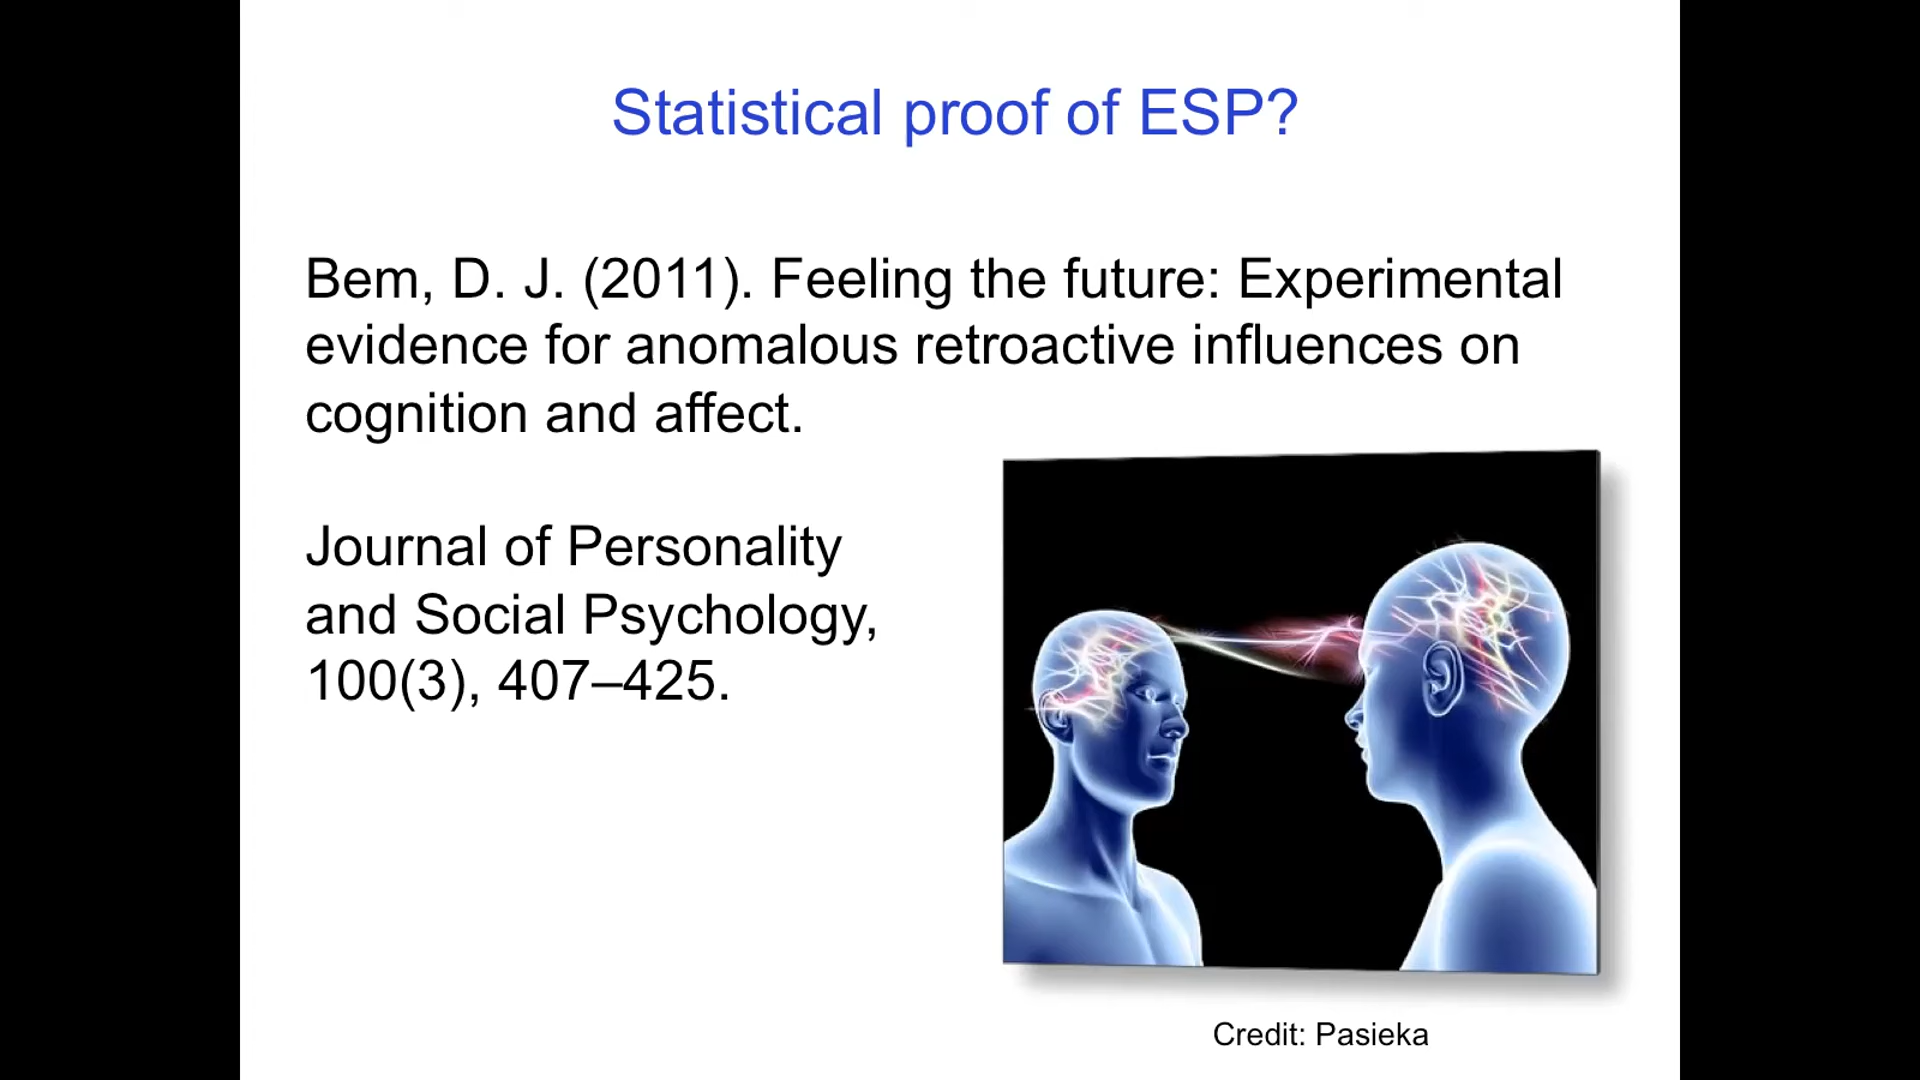 Statistical proof of ESP?
Bem, D. J. (2011). Feeling the future: Experimental
evidence for anomalous retroactive influences on
cognition and affect.
Journal of Personality
and Social Psychology,
100(3), 407–425.
Credit: Pasieka